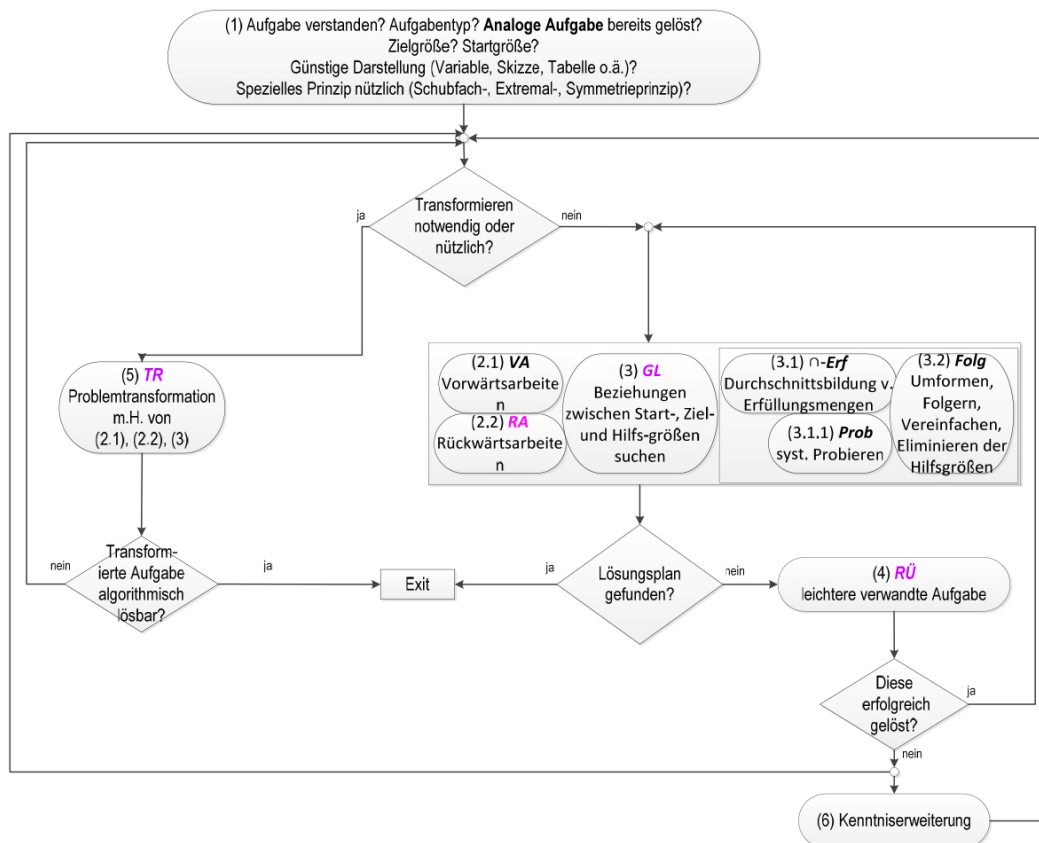 (1) Aufgabe verstanden? Aufgabentyp? Analoge Aufgabe bereits gelöst?
Zielgröße? Startgröße?
Günstige Darstellung (Variable, Skizze, Tabelle o.ä.)?
Spezielles Prinzip nützlich (Schubfach-, Extremal-, Symmetrieprinzip)?
ja
Transformieren
notwendig oder
nützlich?
nein
(5) TR
Problemtransformation
m.H. von
(2.1), (2.2), (3)
(2.1) VA
Vorwärtsarbeite
n
(2.2) RA
Rückwärtsarbeite
n
(3) GL
Beziehungen
zwischen Start-, Ziel-
und Hilfs-größen
suchen
(3.1) ∩-Erf
Durchschnittsbildung v.
Erfüllungsmengen
(3.1.1) Prob
syst. Probieren
(3.2) Folg
Umformen,
Folgern,
Vereinfachen,
Eliminieren der
Hilfsgrößen
nein
Transform-
ierte Aufgabe
algorithmisch
lösbar?
ja
Exit
ja
Lösungsplan
gefunden?
nein
(4) RÜ
leichtere verwandte Aufgabe
Diese
erfolgreich
gelöst?
ja
nein
(6) Kenntniserweiterung